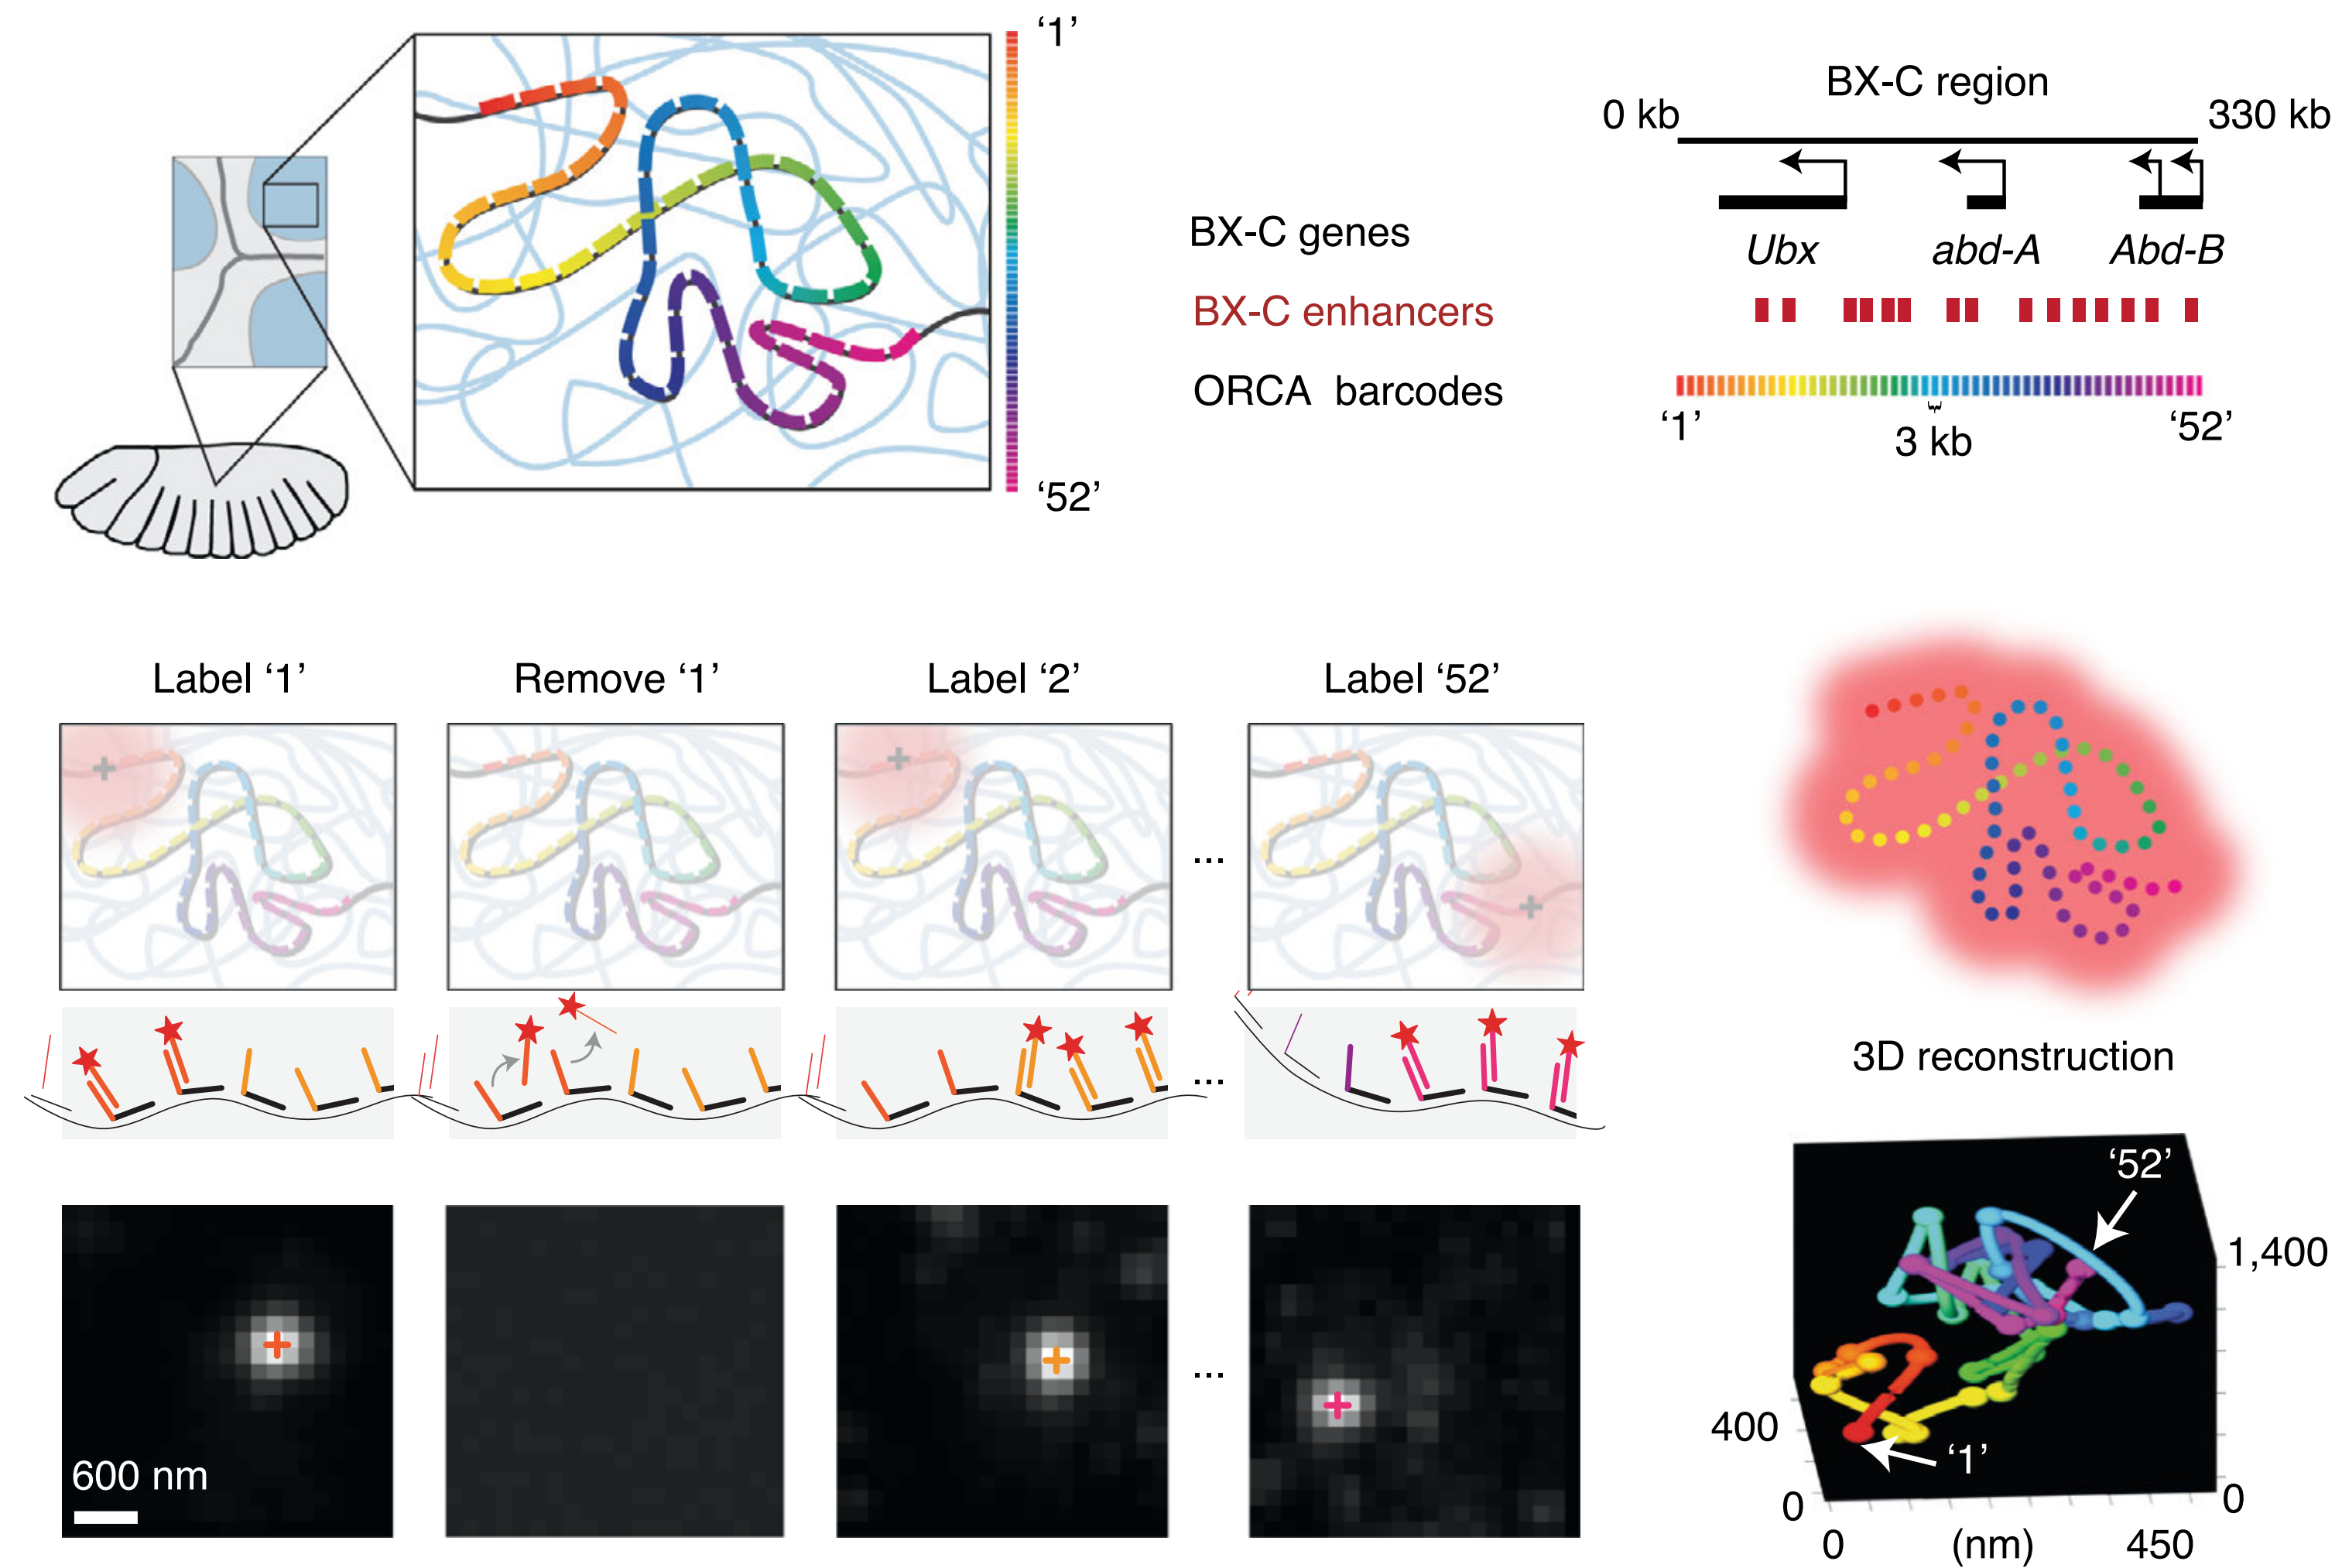 ‘1’
‘52’
BX-C region
0 kb
330 kb
BX-C genes
Ubx
abd-A
Abd-B
BX-C enhancers
ORCA barcodes
‘1’
‘52’
3 kb
Label ‘1’
Remove ‘1’
Label ‘2’
Label ‘52’
...
...
3D reconstruction
600 nm
...
‘52’
1,400
400
‘1’
0
0
0
(nm)
450